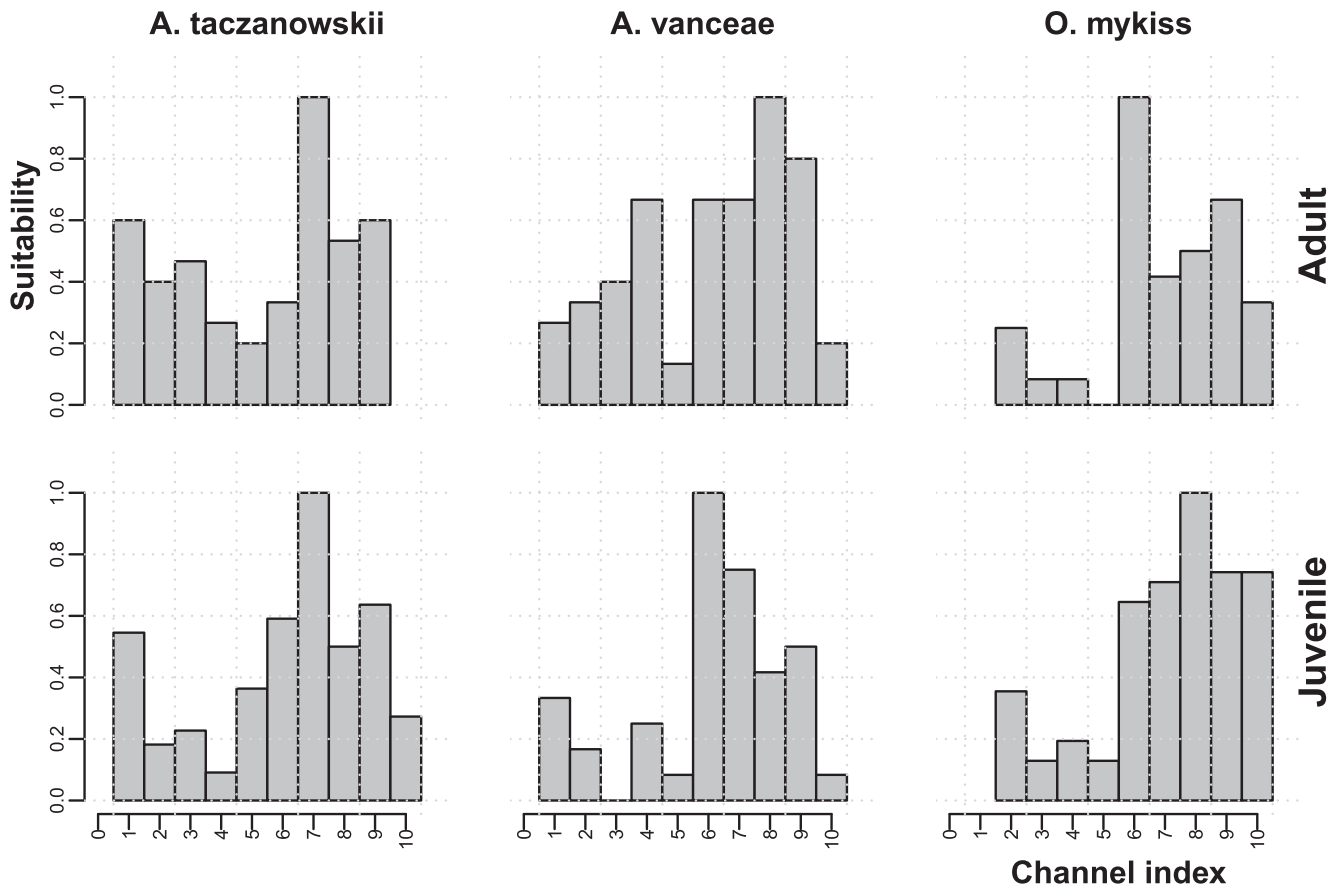 A. taczanowskii A. vanceae O. mykiss
Suitability
0.0 0.2 0.4 0.6 0.8 1.0
Adult
0.0 0.2 0.4 0.6 0.8 1.0
Juvenile
0 1 2 3 4 5 6 7 8 9 10 0 1 2 3 4 5 6 7 8 9 10 0 1 2 3 4 5 6 7 8 9 10
Channel index